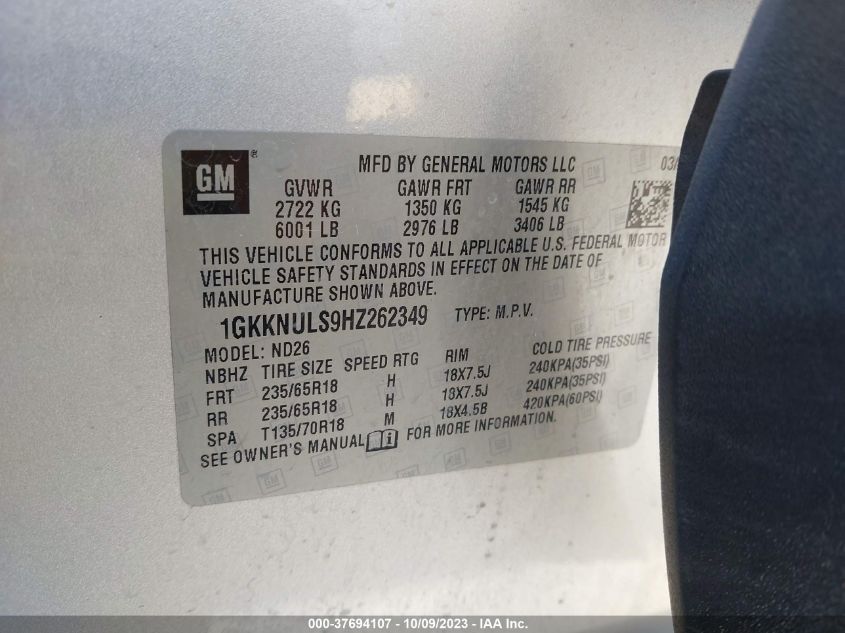 GM®
MFD BY GENERAL MOTORS LLC 03/
GVWR GAWR FRT GAWR RR
2722 KG 1350 KG 1545 KG
6001 LB 2976 LB 3406 LB
THIS VEHICLE CONFORMS TO ALL APPLICABLE U.S. FEDERAL MOTOR
VEHICLE SAFETY STANDARDS IN EFFECT ON THE DATE OF
MANUFACTURE SHOWN ABOVE.
1GKKNULS9HZ262349 TYPE: M.P.V.
MODEL: ND26
NBHZ TIRE SIZE SPEED RTG RIM COLD TIRE PRESSURE
FRT 235/65R18 H 18X7.5J 240KPA(35PSI)
RR 235/65R18 H 18X7.5J 240KPA(35PSI)
SPA T135/70R18 M 18X4.5B 420KPA(60PSI)
SEE OWNER'S MANUAL FOR MORE INFORMATION.
000-37694107 - 10/09/2023 - IAA Inc.